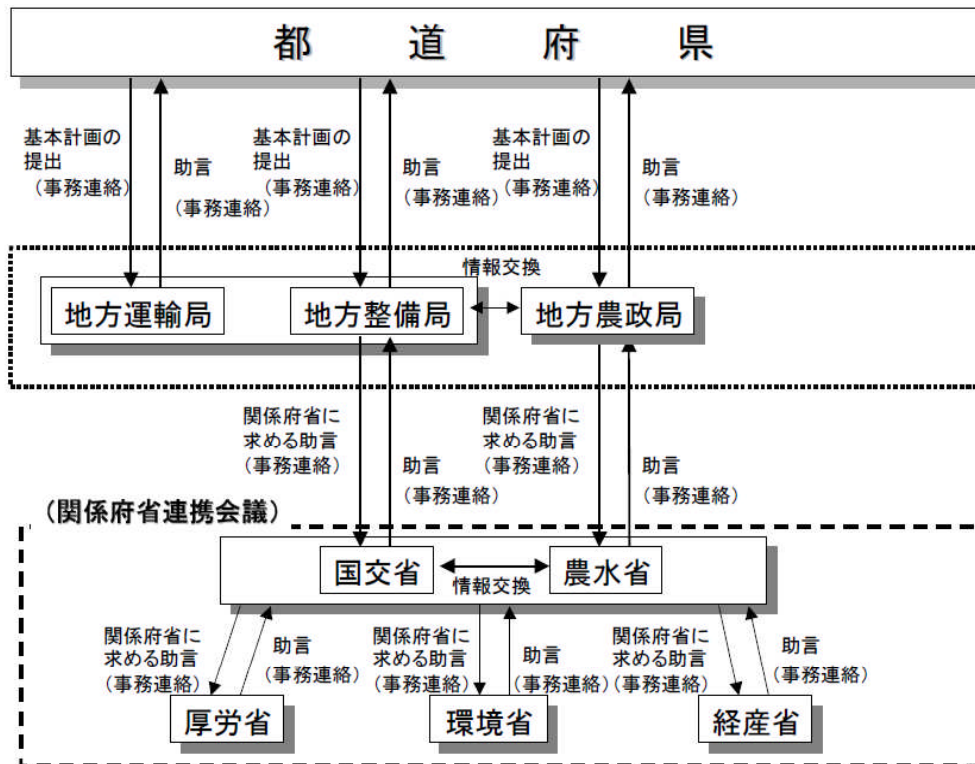 都道府県
基本計画の
提出
(事務連絡)
助言
(事務連絡)
基本計画の
提出
(事務連絡)
助言
(事務連絡)
基本計画の
提出
(事務連絡)
助言
(事務連絡)
情報交換
地方運輸局
地方整備局
地方農政局
関係府省に
求める助言
(事務連絡)
助言
(事務連絡)
関係府省に
求める助言
(事務連絡)
助言
(事務連絡)
(関係府省連携会議)
国交省
情報交換
農水省
関係府省に
求める助言
(事務連絡)
助言
(事務連絡)
関係府省に
求める助言
(事務連絡)
助言
(事務連絡)
関係府省に
求める助言
(事務連絡)
助言
(事務連絡)
厚労省
環境省
経産省